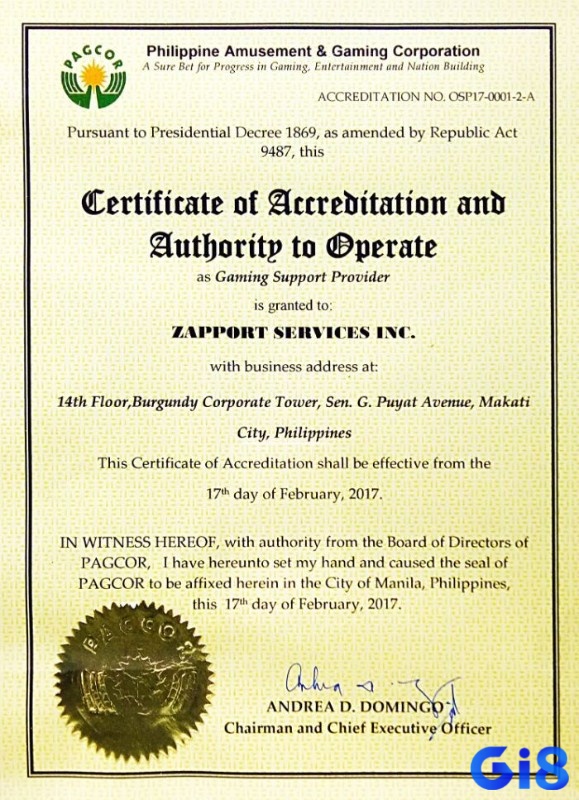 PAGCOR
Philippine Amusement & Gaming Corporation
A Sure Bet for Progress in Gaming, Entertainment and Nation Building
ACCREDITATION NO. OSP17-0001-2-A
Pursuant to Presidential Decree 1869, as amended by Republic Act
9487, this
Certificate of Accreditation and
Authority to Operate
as Gaming Support Provider
is granted to:
ZAPPORT SERVICES INC.
with business address at:
14th Floor,Burgundy Corporate Tower, Sen. G. Puyat Avenue, Makati
City, Philippines
This Certificate of Accreditation shall be effective from the
17th day of February, 2017.
IN WITNESS HEREOF, with authority from the Board of Directors of
PAGCOR, I have hereunto set my hand and caused the seal of
PAGCOR to be affixed herein in the City of Manila, Philippines,
this 17th day of February, 2017.
PAGCOR
ANDREA D. DOMINGO
Chairman and Chief Executive Officer
Gi8